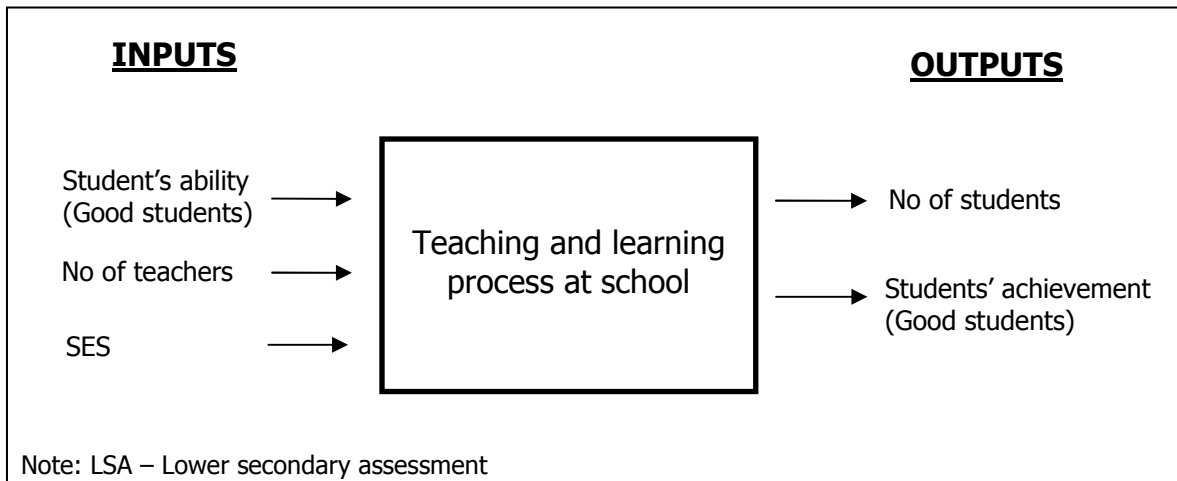 INPUTS
OUTPUTS
Student’s ability
(Good students)
No of teachers
SES
Teaching and learning
process at school
No of students
Students’ achievement
(Good students)
Note: LSA – Lower secondary assessment